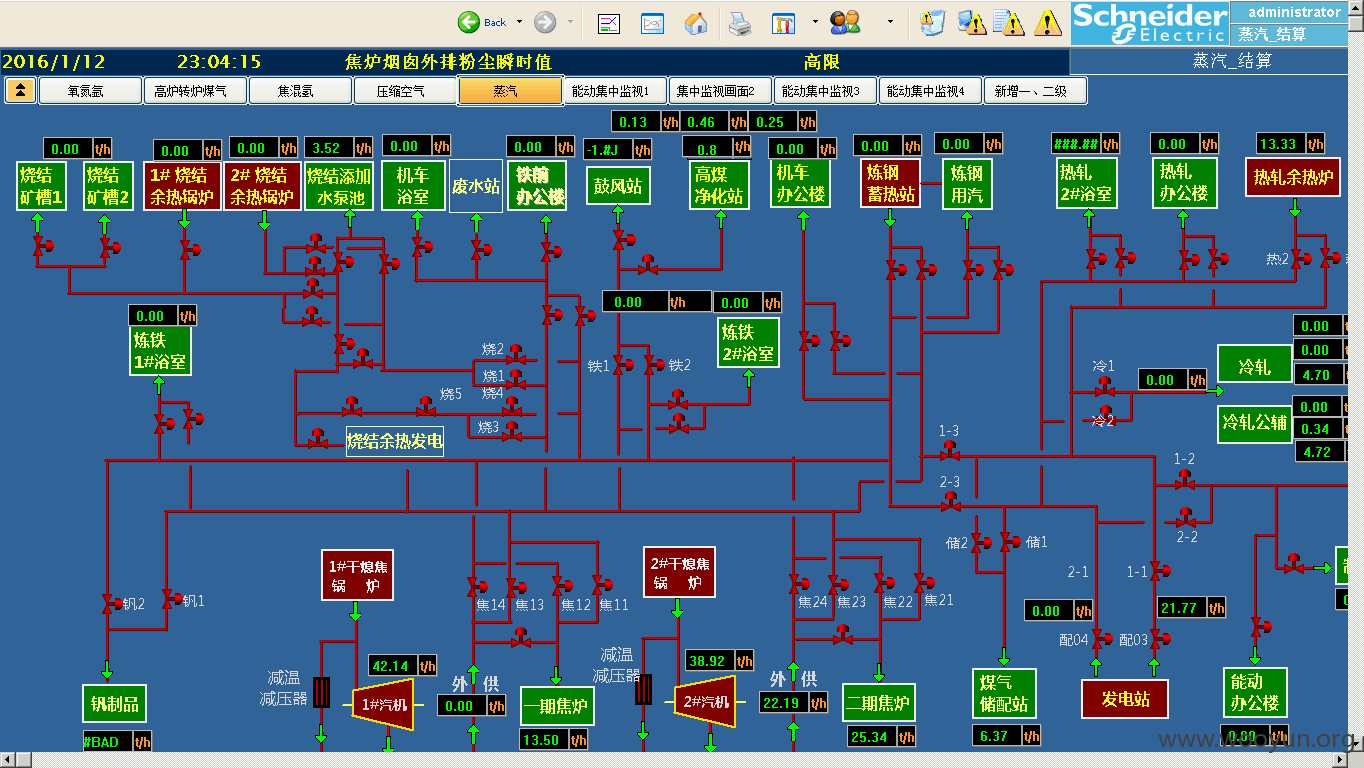 Back
Schneider Electric
administrator
蒸汽_结算
2016/1/12 23:04:15 焦炉烟囱外排粉尘瞬时值 高限 蒸汽_结算
氧氮氩 高炉转炉煤气 焦混氮 压缩空气 蒸汽 能动集中监视1 集中监视画面2 能动集中监视3 能动集中监视4 新增一、二级
0.13 t/h 0.46 t/h 0.25 t/h
0.00 t/h 0.00 t/h 0.00 t/h 3.52 t/h 0.00 t/h 0.00 t/h -1.#J t/h 0.8 t/h 0.00 t/h 0.00 t/h 0.00 t/h ###.## t/h 0.00 t/h 13.33 t/h
烧结
矿槽1
烧结
矿槽2
1# 烧结
余热锅炉
2# 烧结
余热锅炉
烧结添加
水泵池
机车
浴室
废水站
铁前
办公楼
鼓风站
高煤
净化站
机车
办公楼
炼钢
蓄热站
炼钢
用汽
热轧
2#浴室
热轧
办公楼
热轧余热炉
热2
0.00 t/h 0.00 t/h 0.00 t/h
炼铁
1#浴室
炼铁
2#浴室
烧2
烧1
烧5 烧4
烧3
铁1 铁2
烧结余热发电
冷1
冷2
0.00 t/h
冷轧
0.00
0.00
4.70
冷轧公辅
0.00
0.34
4.72
1-3
2-3
1-2
2-2
储2 储1
2-1 1-1
1#干熄焦
锅 炉
2#干熄焦
锅 炉
钒2 钒1
焦14 焦13 焦12 焦11
焦24 焦23 焦22 焦21
0.00 t/h 21.77 t/h
配04 配03
减温
减压器
42.14 t/h
1#汽机
外 供
0.00 t/h
减温
减压器
38.92 t/h
2#汽机
外 供
22.19 t/h
钒制品
#BAD t/h
一期焦炉
13.50 t/h
二期焦炉
25.34 t/h
煤气
储配站
6.37 t/h
发电站
能动
办公楼
0.00 t/h
www.wooyun.org